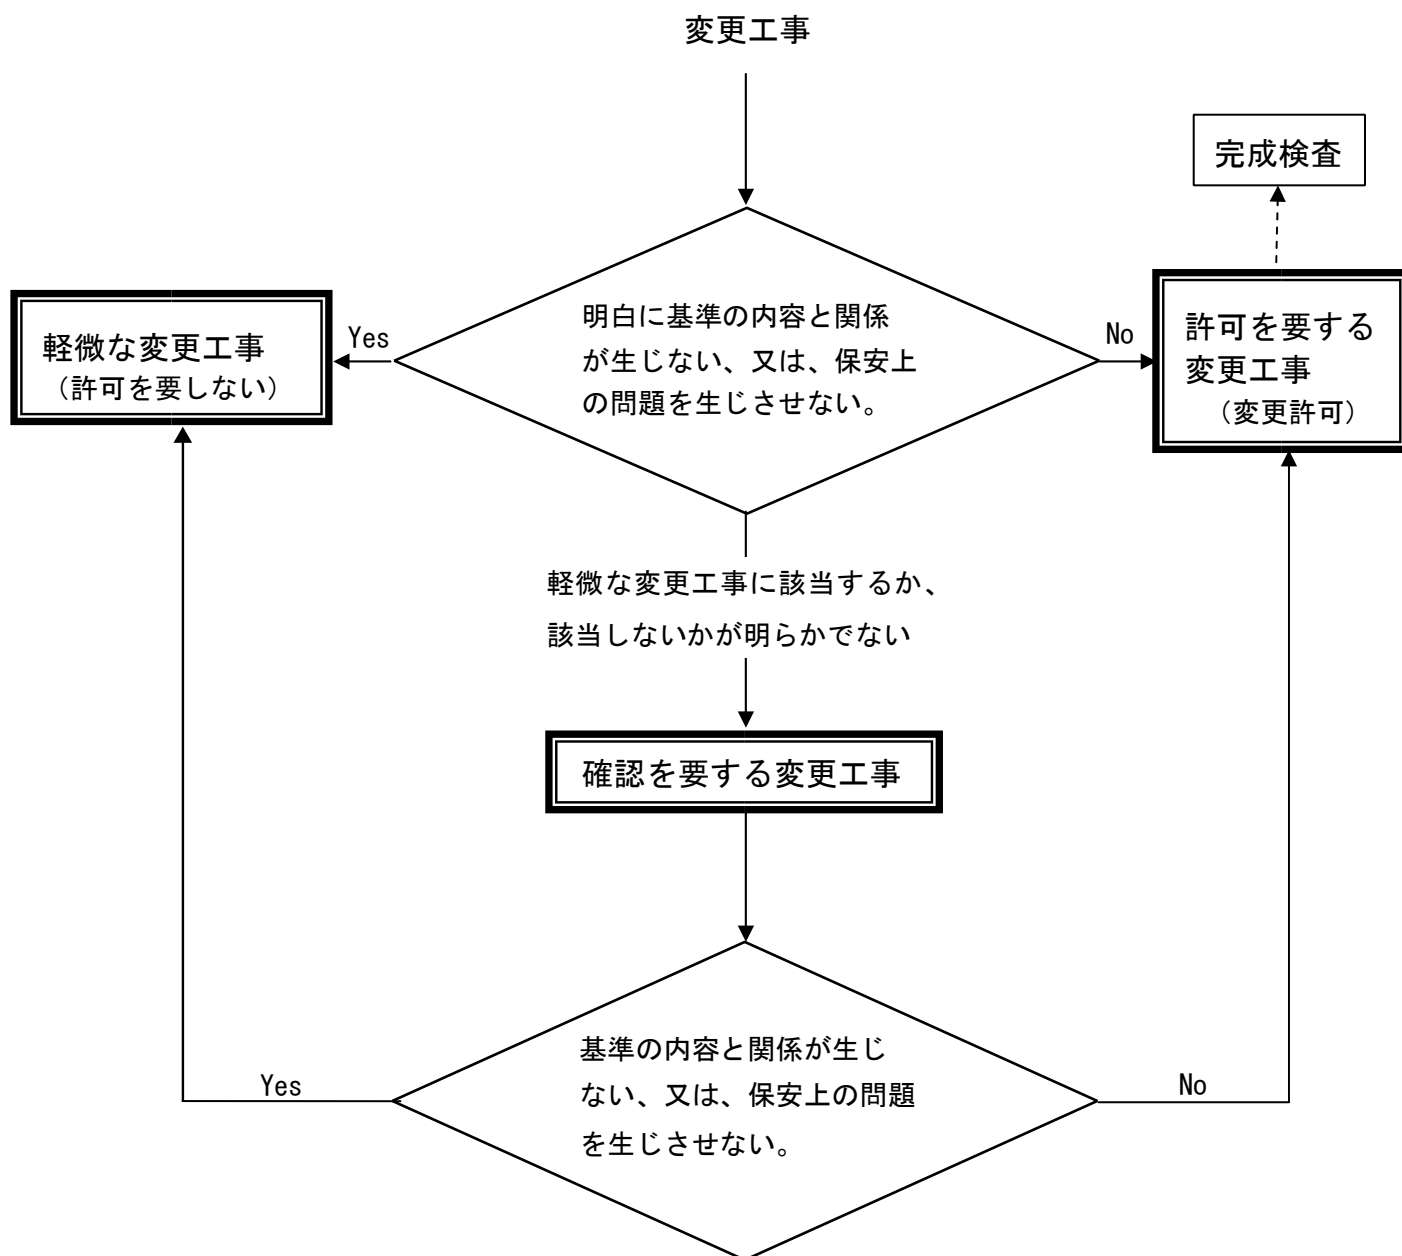 変更工事
完成検査
明白に基準の内容と関係
が生じない、又は、保安上
の問題を生じさせない。
Yes
No
軽微な変更工事
（許可を要しない）
許可を要する
変更工事
（変更許可）
軽微な変更工事に該当するか、
該当しないかが明らかでない
確認を要する変更工事
基準の内容と関係が生じ
ない、又は、保安上の問題
を生じさせない。
Yes
No